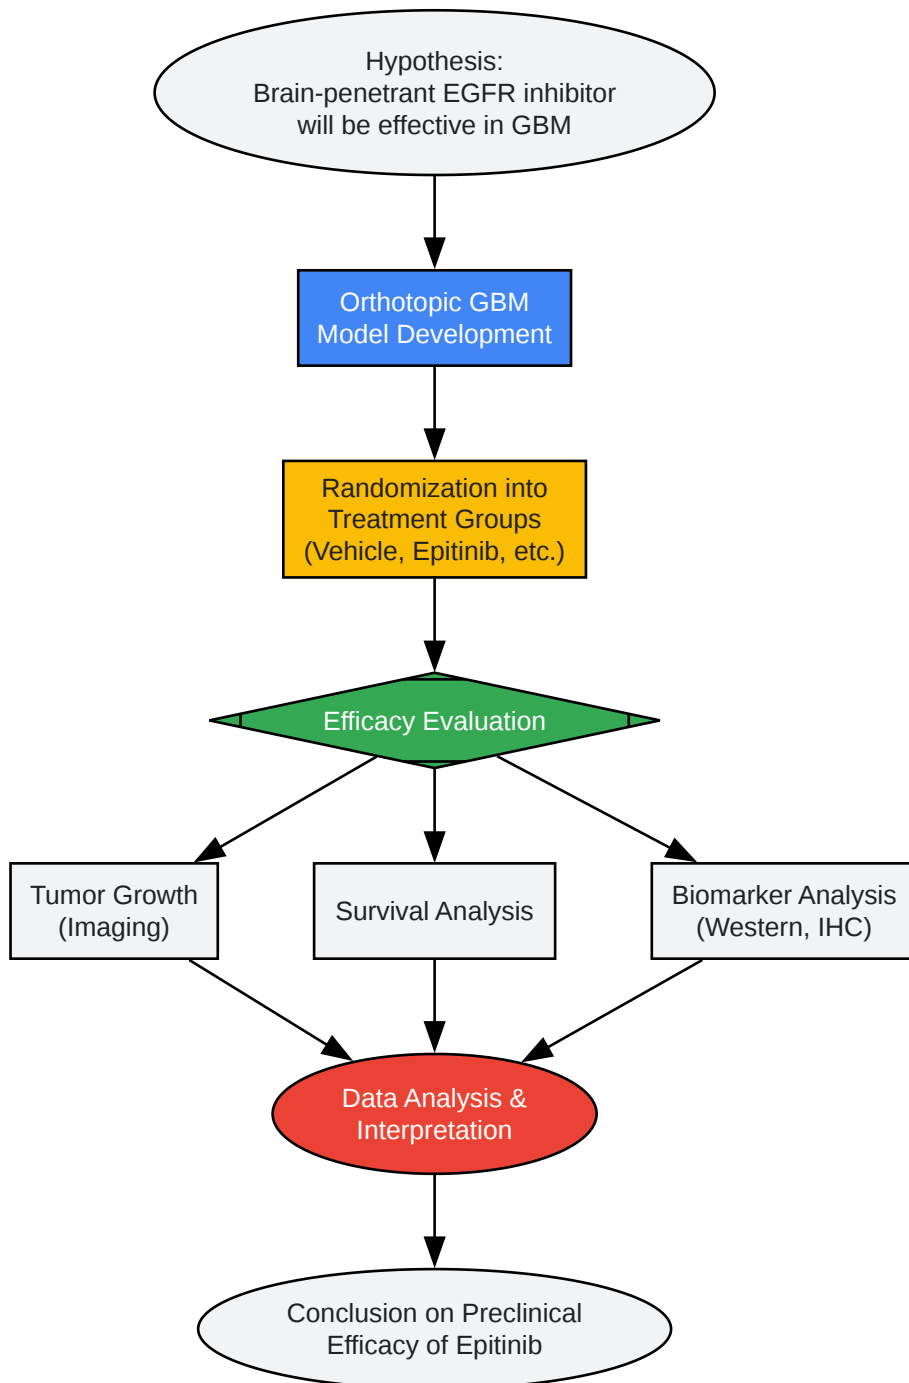 Hypothesis:
Brain-penetrant EGFR inhibitor
will be effective in GBM
Orthotopic GBM
Model Development
Randomization into
Treatment Groups
(Vehicle, Epitinib, etc.)
Efficacy Evaluation
Tumor Growth
(Imaging)
Survival Analysis
Biomarker Analysis
(Western, IHC)
Data Analysis &
Interpretation
Conclusion on Preclinical
Efficacy of Epitinib